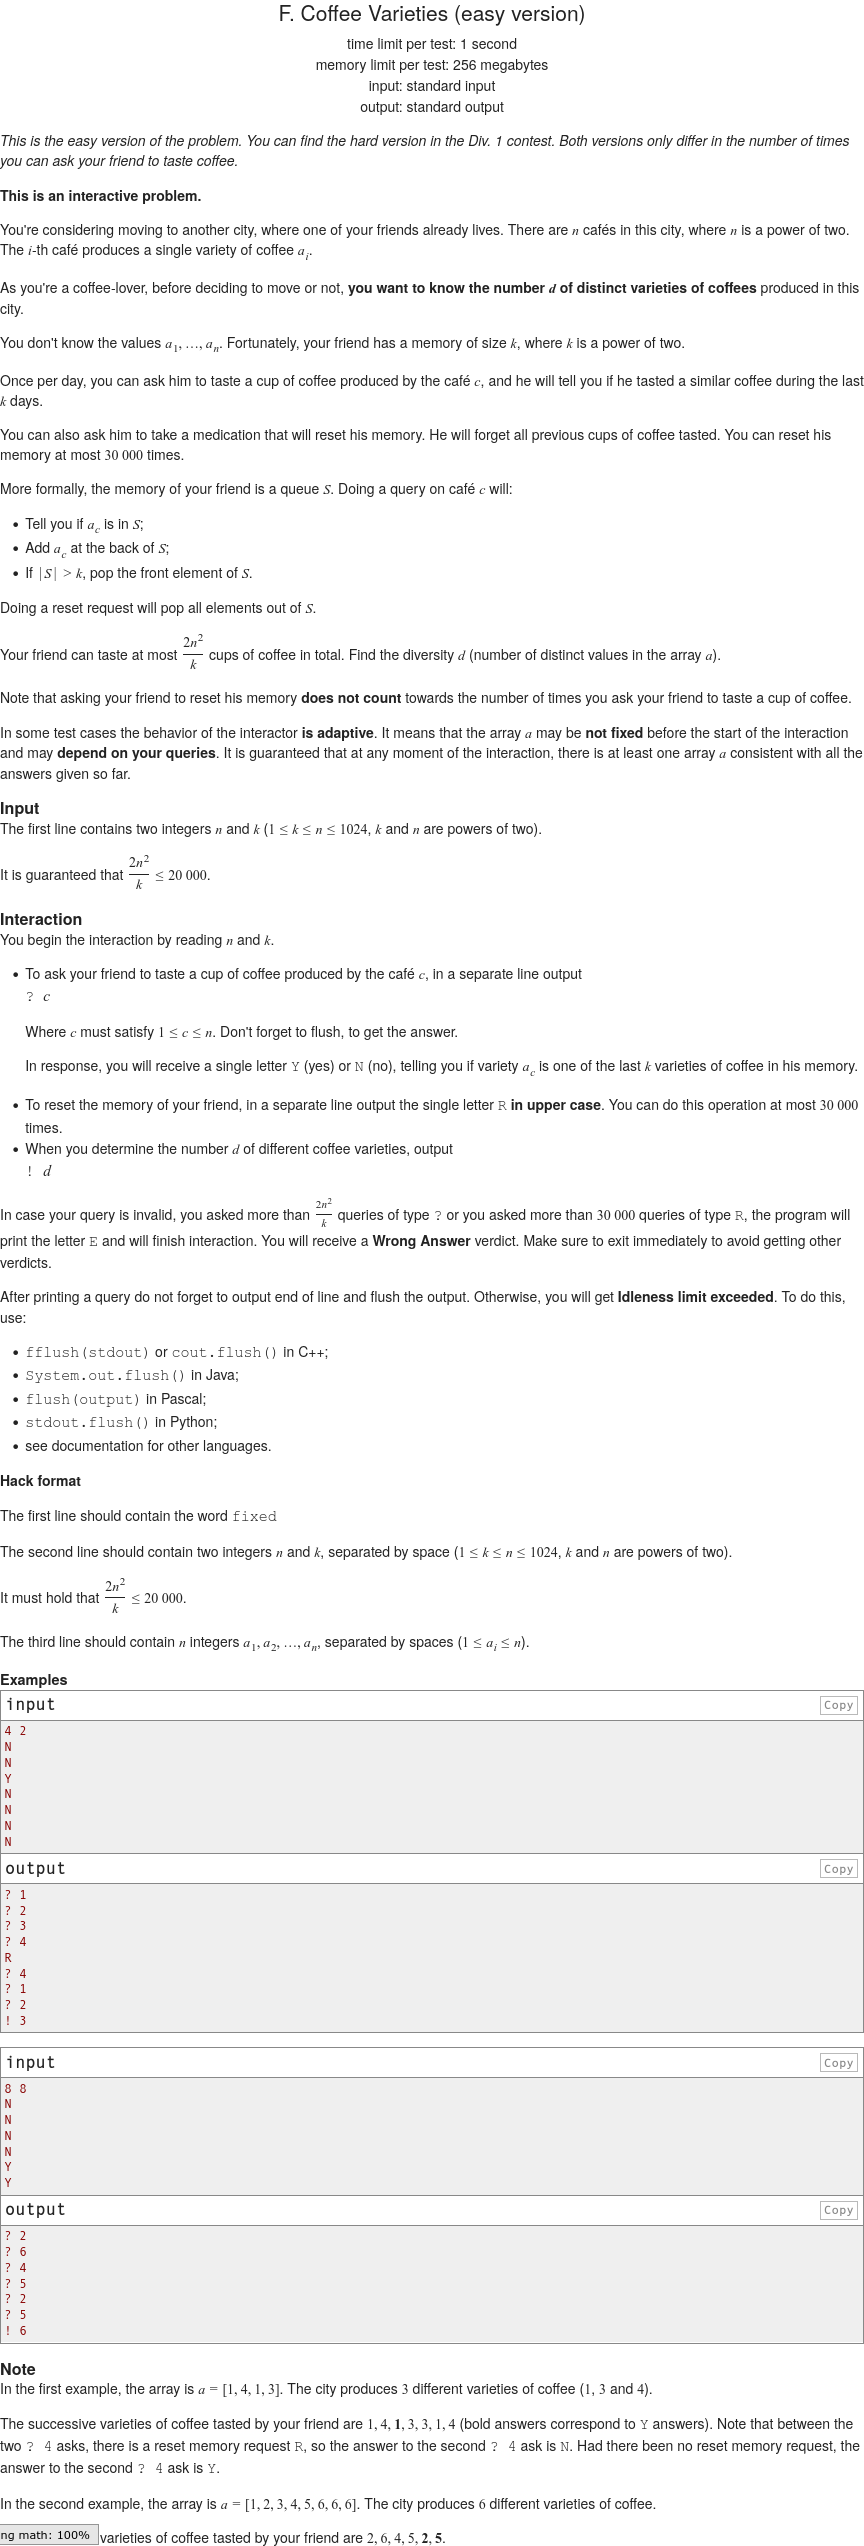 F. Coffee Varieties (easy version)
time limit per test: 1 second
memory limit per test: 256 megabytes
input: standard input
output: standard output
This is the easy version of the problem. You can find the hard version in the Div. 1 contest. Both versions only differ in the number of times
you can ask your friend to taste coffee.
This is an interactive problem.
You're considering moving to another city, where one of your friends already lives. There are n cafés in this city, where n is a power of two.
The i-th café produces a single variety of coffee a_i.
As you're a coffee-lover, before deciding to move or not, you want to know the number d of distinct varieties of coffees produced in this
city.
You don't know the values a_1, …, a_n. Fortunately, your friend has a memory of size k, where k is a power of two.
Once per day, you can ask him to taste a cup of coffee produced by the café c, and he will tell you if he tasted a similar coffee during the last
k days.
You can also ask him to take a medication that will reset his memory. He will forget all previous cups of coffee tasted. You can reset his
memory at most 30 000 times.
More formally, the memory of your friend is a queue S. Doing a query on café c will:
• Tell you if a_c is in S;
• Add a_c at the back of S;
• If |S| > k, pop the front element of S.
Doing a reset request will pop all elements out of S.
Your friend can taste at most 2n^2/k cups of coffee in total. Find the diversity d (number of distinct values in the array a).
Note that asking your friend to reset his memory does not count towards the number of times you ask your friend to taste a cup of coffee.
In some test cases the behavior of the interactor is adaptive. It means that the array a may be not fixed before the start of the interaction
and may depend on your queries. It is guaranteed that at any moment of the interaction, there is at least one array a consistent with all the
answers given so far.
Input
The first line contains two integers n and k (1 ≤ k ≤ n ≤ 1024, k and n are powers of two).
It is guaranteed that 2n^2/k ≤ 20 000.
Interaction
You begin the interaction by reading n and k.
• To ask your friend to taste a cup of coffee produced by the café c, in a separate line output
? c
Where c must satisfy 1 ≤ c ≤ n. Don't forget to flush, to get the answer.
In response, you will receive a single letter Y (yes) or N (no), telling you if variety a_c is one of the last k varieties of coffee in his memory.
• To reset the memory of your friend, in a separate line output the single letter R in upper case. You can do this operation at most 30 000
times.
• When you determine the number d of different coffee varieties, output
! d
In case your query is invalid, you asked more than 2n^2/k queries of type ? or you asked more than 30 000 queries of type R, the program will
print the letter E and will finish interaction. You will receive a Wrong Answer verdict. Make sure to exit immediately to avoid getting other
verdicts.
After printing a query do not forget to output end of line and flush the output. Otherwise, you will get Idleness limit exceeded. To do this,
use:
• fflush(stdout) or cout.flush() in C++;
• System.out.flush() in Java;
• flush(output) in Pascal;
• stdout.flush() in Python;
• see documentation for other languages.
Hack format
The first line should contain the word fixed
The second line should contain two integers n and k, separated by space (1 ≤ k ≤ n ≤ 1024, k and n are powers of two).
It must hold that 2n^2/k ≤ 20 000.
The third line should contain n integers a_1, a_2, …, a_n, separated by spaces (1 ≤ a_i ≤ n).
Examples
input Copy
4 2
N
N
Y
N
N
N
N
output Copy
? 1
? 2
? 3
? 4
R
? 4
? 1
? 2
! 3
input Copy
8 8
N
N
N
N
Y
Y
output Copy
? 2
? 6
? 4
? 5
? 2
? 5
! 6
Note
In the first example, the array is a = [1, 4, 1, 3]. The city produces 3 different varieties of coffee (1, 3 and 4).
The successive varieties of coffee tasted by your friend are 1, 4, 1, 3, 3, 1, 4 (bold answers correspond to Y answers). Note that between the
two ? 4 asks, there is a reset memory request R, so the answer to the second ? 4 ask is N. Had there been no reset memory request, the
answer to the second ? 4 ask is Y.
In the second example, the array is a = [1, 2, 3, 4, 5, 6, 6, 6]. The city produces 6 different varieties of coffee.
ng math: 100% varieties of coffee tasted by your friend are 2, 6, 4, 5, 2, 5.